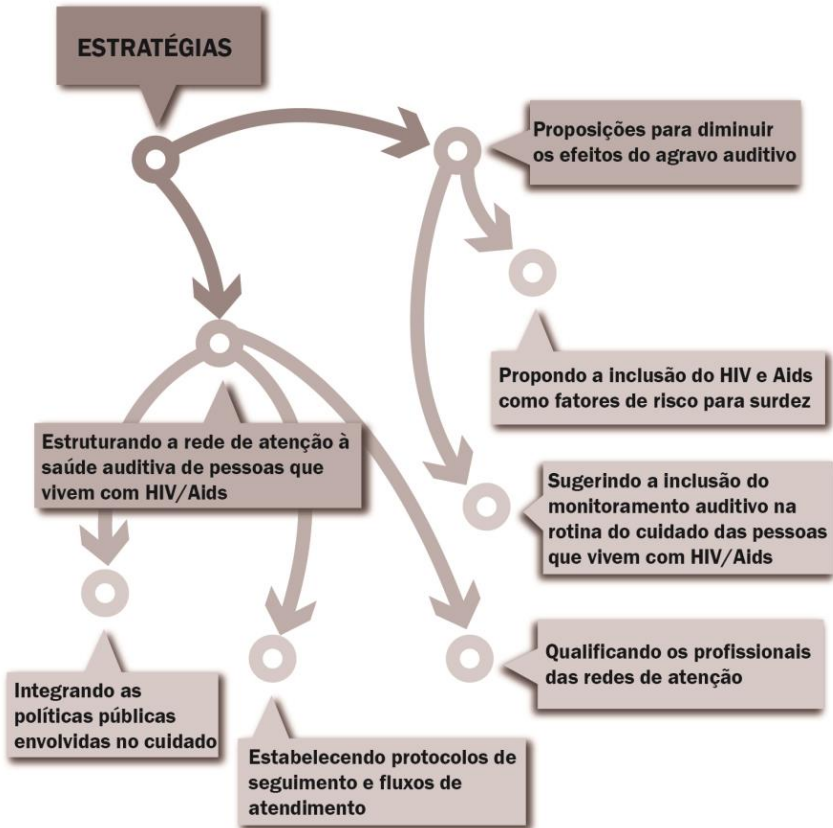 ESTRATÉGIAS
Proposições para diminuir
os efeitos do agravo auditivo
Propondo a inclusão do HIV e Aids
como fatores de risco para surdez
Estruturando a rede de atenção à
saúde auditiva de pessoas que
vivem com HIV/Aids
Sugerindo a inclusão do
monitoramento auditivo na
rotina do cuidado das pessoas
que vivem com HIV/Aids
Qualificando os profissionais
das redes de atenção
Integrando as
políticas públicas
envolvidas no cuidado
Estabelecendo protocolos de
seguimento e fluxos de
atendimento